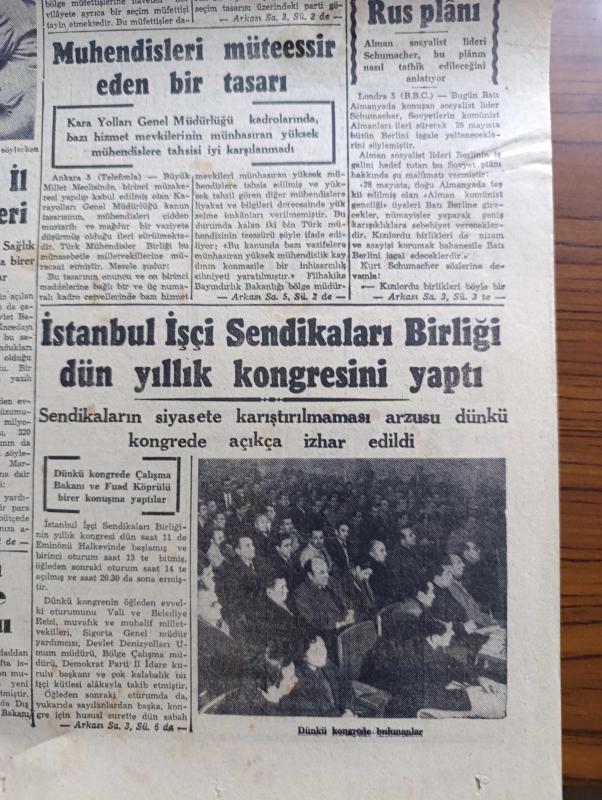 bölge müfettişlerine
vilâyete ayrıca bir seçim müfettişi
tayin etmektedir. Bu müfettişler da-
seçim tasarısı üzerindeki parti gö-
— Arkası Sa. 3, Sü. 2 de —
Muhendisleri müteessir
eden bir tasarı
Kara Yolları Genel Müdürlüğü kadrolarında,
bazı hizmet mevkilerinin münhasıran yüksek
mühendislere tahsisi iyi karşılanmadı
Ankara 5 (Telefonla) — Büyük
Millet Meclisinde, birinci müzake-
resi yapılıp kabul edilmiş olan Ka-
rayolları Genel Müdürlüğü kanun
tasarısının, mühendisleri cidden
mustarib ve mağdur bir vaziyete
düşürmüş olduğu ileri sürülmekte-
dir. Türk Mühendisler Birliği bu
münasebetle milletvekillerine mü-
racaat etmiştir. Mesele şudur:
Bu tasarının onuncu ve on birinci
maddelerine bağlı bir ve üç numa-
ralı kadro cetvellerinde bazı hizmet
mevkileri münhasıran yüksek mü-
hendislere tahsis edilmiş ve yük-
sek tahsil gören diğer mühendislere
liyakat ve bilgileri derecesinde yük
selme imkânları verilmemiştir. Bu
durumda kalan iki bin Türk mü-
hendisinin teessürü şöyle ifade edi-
liyor: «Bu kanunda bazı vazifelere
münhasıran yüksek mühendislik kay
dının konmasile bir inhisarcılık
zihniyeti yaratılmıştır.» Filhakika
Bayındırlık Bakanlığı bölge müdür-
— Arkası Sa. 5, Sü. 2 de —
Rus plânı
Alman sosyalist lideri
Schumacher, bu plânın
nasıl tatbik edileceğini
anlatıyor
Londra 5 (B.B.C.) — Bugün Batı
Almanyada konuşan sosyalist lider
Schumacher, Sovyetlerin komünist
Almanları ileri sürerek 28 mayısta
bütün Berlini işgale yeltenecekle-
rini söylemiştir.
Alman sosyalist lideri Berlinin iş
galini hedef tutan bu Sovyet plânı
hakkında şu malûmatı vermiştir:
«28 mayısta, doğu Almanyada teş
kil edilmiş olan «Alman komünist
gençliği» üyeleri Batı Berline gire-
cekler, nümayişler yaparak geniş
karışıklıklara sebebiyet verecekler-
dir. Kızılordu birlikleri de nizam
ve asayişi korumak bahanesile Batı
Berlini işgal edeceklerdir.»
Kurt Schumacher sözlerine de-
vamla:
— Kızılordu birlikleri böyle bir
— Arkası Sa. 3, Sü. 3 te —
söylerken
İl
eri
Sağlık
a birer
İstanbul İşçi Sendikaları Birliği
dün yıllık kongresini yaptı
Sendikaların siyasete karıştırılmaması arzusu dünkü
kongrede açıkça izhar edildi
Dünkü kongrede Çalışma
Bakanı ve Fuad Köprülü
birer konuşma yaptılar
İstanbul İşçi Sendikaları Birliği-
nin yıllık kongresi dün saat 11 de
Eminönü Halkevinde başlamış ve
birinci oturum saat 13 te bitmiş,
öğleden sonraki oturum saat 14 te
açılmış ve saat 20.30 da sona ermiş-
tir.
Dünkü kongrenin öğleden evvel-
ki oturumunu Vali ve Belediye
Reisi, muvafık ve muhalif millet-
vekilleri, Sigorta Genel müdür
yardımcısı, Devlet Denizyolları U-
mum müdürü, Bölge Çalışma mü-
dürü, Demokrat Parti İl İdare ku-
rulu başkanı ve çok kalabalık bir
işçi kütlesi alâkayla takib etmiştir.
Öğleden sonraki oturumda da,
yukarıda sayılanlardan başka, kon-
gre için husual surette dün sabah
— Arkası Sa. 3, Sü. 6 da —
Dünkü kongrede bulunanlar